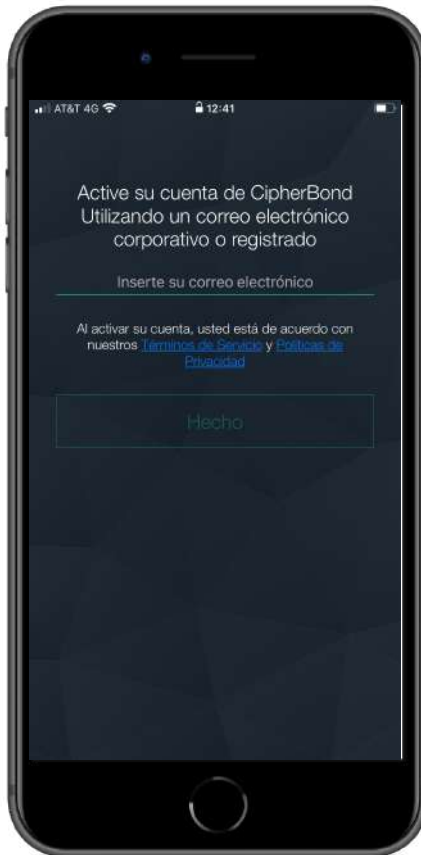 AT&T 4G 12:41
Active su cuenta de CipherBond
Utilizando un correo electrónico
corporativo o registrado
Inserte su correo electrónico
Al activar su cuenta, usted está de acuerdo con
nuestros Términos de Servicio y Políticas de
Privacidad
Hecho